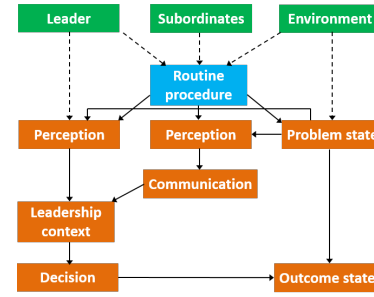 Leader
Subordinates
Environment
Routine
procedure
Perception
Perception
Problem state
Communication
Leadership
context
Decision
Outcome state